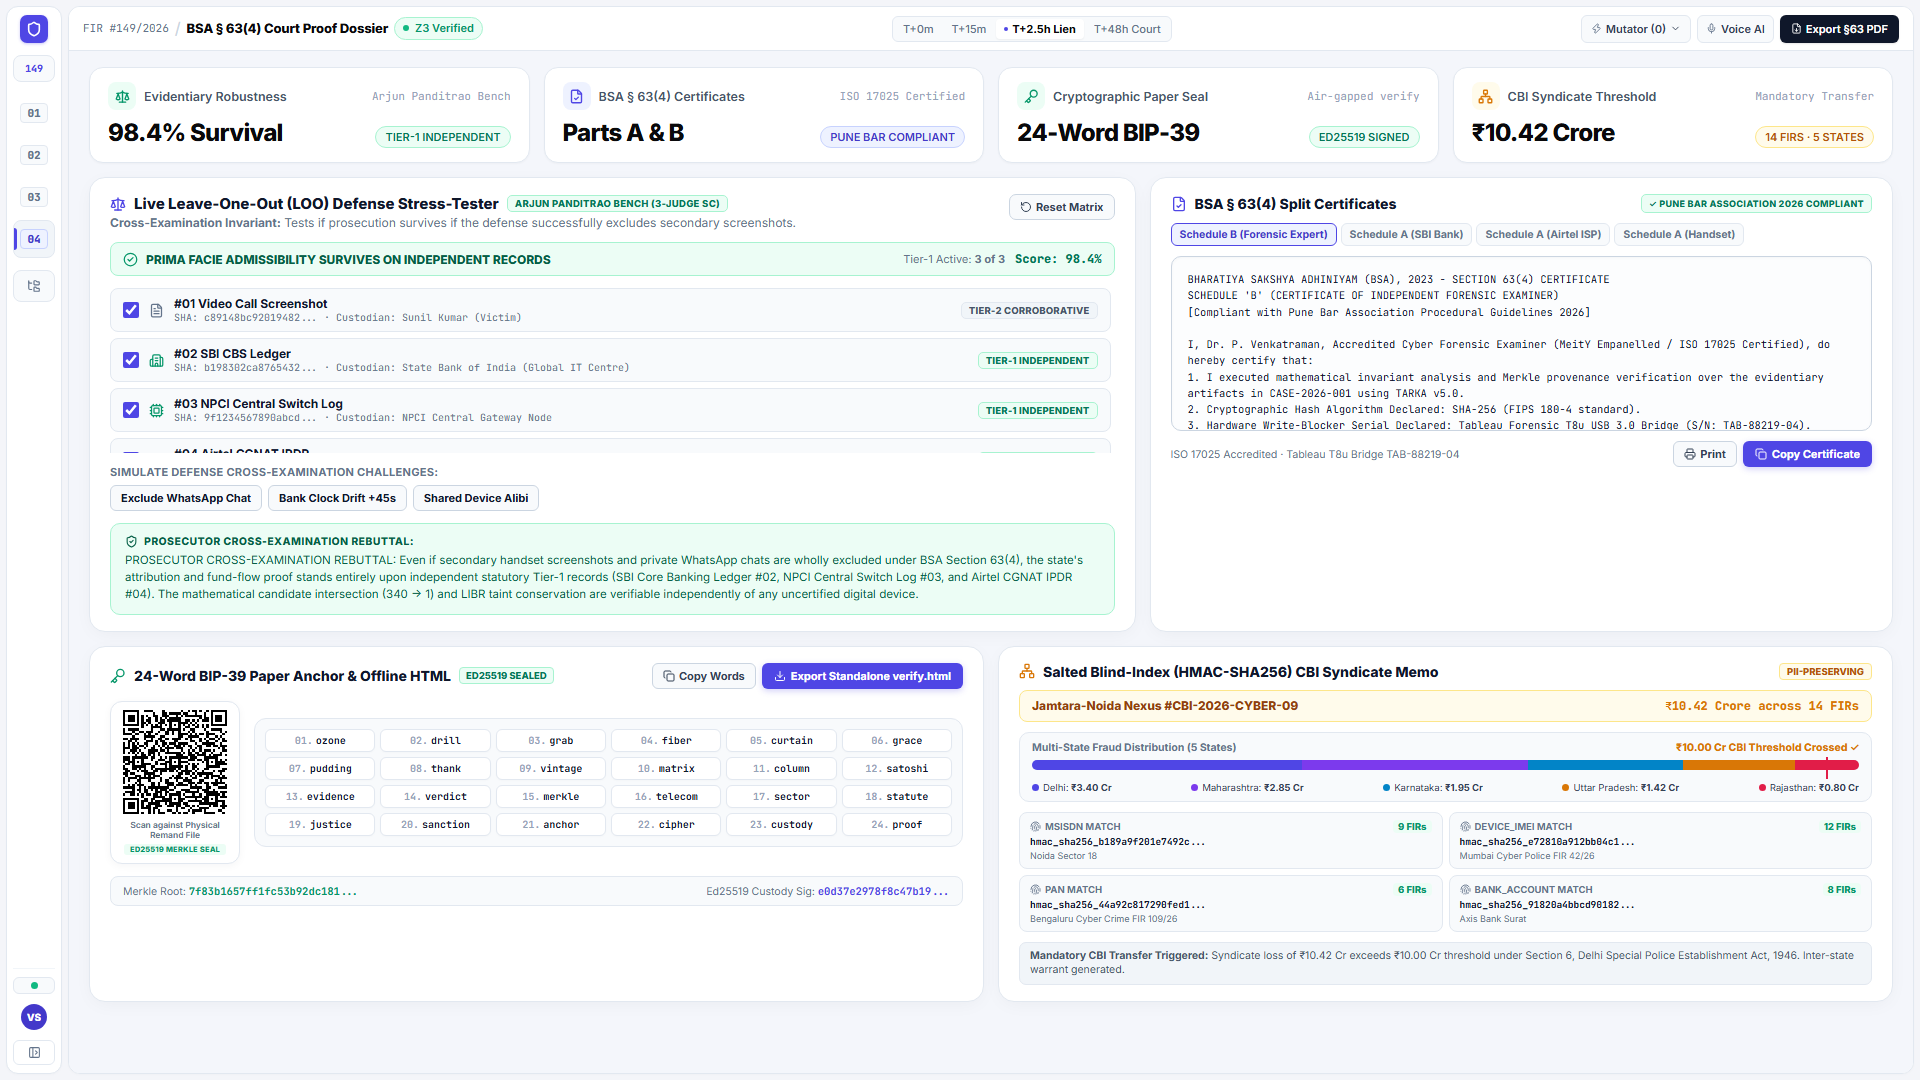 FIR #149/2026 / BSA § 63(4) Court Proof Dossier Z3 Verified
T+0m T+15m T+2.5h Lien T+48h Court
Mutator (0) Voice AI Export §63 PDF
149
01
02
03
04
VS
Evidentiary Robustness Arjun Panditrao Bench
98.4% Survival TIER-1 INDEPENDENT
BSA § 63(4) Certificates ISO 17025 Certified
Parts A & B PUNE BAR COMPLIANT
Cryptographic Paper Seal Air-gapped verify
24-Word BIP-39 ED25519 SIGNED
CBI Syndicate Threshold Mandatory Transfer
₹10.42 Crore 14 FIRS · 5 STATES
Live Leave-One-Out (LOO) Defense Stress-Tester ARJUN PANDITRAO BENCH (3-JUDGE SC)
Cross-Examination Invariant: Tests if prosecution survives if the defense successfully excludes secondary screenshots.
Reset Matrix
PRIMA FACIE ADMISSIBILITY SURVIVES ON INDEPENDENT RECORDS Tier-1 Active: 3 of 3 Score: 98.4%
#01 Video Call Screenshot
SHA: c89148bc92019482... · Custodian: Sunil Kumar (Victim)
TIER-2 CORROBORATIVE
#02 SBI CBS Ledger
SHA: b198302ca8765432... · Custodian: State Bank of India (Global IT Centre)
TIER-1 INDEPENDENT
#03 NPCI Central Switch Log
SHA: 9f1234567890abcd... · Custodian: NPCI Central Gateway Node
TIER-1 INDEPENDENT
#04 Airtel CGNAT IPDR
SIMULATE DEFENSE CROSS-EXAMINATION CHALLENGES:
Exclude WhatsApp Chat Bank Clock Drift +45s Shared Device Alibi
PROSECUTOR CROSS-EXAMINATION REBUTTAL:
PROSECUTOR CROSS-EXAMINATION REBUTTAL: Even if secondary handset screenshots and private WhatsApp chats are wholly excluded under BSA Section 63(4), the state's
attribution and fund-flow proof stands entirely upon independent statutory Tier-1 records (SBI Core Banking Ledger #02, NPCI Central Switch Log #03, and Airtel CGNAT IPDR
#04). The mathematical candidate intersection (340 → 1) and LIBR taint conservation are verifiable independently of any uncertified digital device.
BSA § 63(4) Split Certificates ✓ PUNE BAR ASSOCIATION 2026 COMPLIANT
Schedule B (Forensic Expert) Schedule A (SBI Bank) Schedule A (Airtel ISP) Schedule A (Handset)
BHARATIYA SAKSHYA ADHINIYAM (BSA), 2023 - SECTION 63(4) CERTIFICATE
SCHEDULE 'B' (CERTIFICATE OF INDEPENDENT FORENSIC EXAMINER)
[Compliant with Pune Bar Association Procedural Guidelines 2026]
I, Dr. P. Venkatraman, Accredited Cyber Forensic Examiner (MeitY Empanelled / ISO 17025 Certified), do
hereby certify that:
1. I executed mathematical invariant analysis and Merkle provenance verification over the evidentiary
artifacts in CASE-2026-001 using TARKA v5.0.
2. Cryptographic Hash Algorithm Declared: SHA-256 (FIPS 180-4 standard).
3. Hardware Write-Blocker Serial Declared: Tableau Forensic T8u USB 3.0 Bridge (S/N: TAB-88219-04).
ISO 17025 Accredited · Tableau T8u Bridge TAB-88219-04 Print Copy Certificate
24-Word BIP-39 Paper Anchor & Offline HTML ED25519 SEALED Copy Words Export Standalone verify.html
01. ozone 02. drill 03. grab 04. fiber 05. curtain 06. grace
07. pudding 08. thank 09. vintage 10. matrix 11. column 12. satoshi
13. evidence 14. verdict 15. merkle 16. telecom 17. sector 18. statute
19. justice 20. sanction 21. anchor 22. cipher 23. custody 24. proof
Scan against Physical
Remand File
ED25519 MERKLE SEAL
Merkle Root: 7f83b1657ff1fc53b92dc181... Ed25519 Custody Sig: e0d37e2978f8c47b19...
Salted Blind-Index (HMAC-SHA256) CBI Syndicate Memo PII-PRESERVING
Jamtara-Noida Nexus #CBI-2026-CYBER-09 ₹10.42 Crore across 14 FIRs
Multi-State Fraud Distribution (5 States) ₹10.00 Cr CBI Threshold Crossed ✓
Delhi: ₹3.40 Cr Maharashtra: ₹2.85 Cr Karnataka: ₹1.95 Cr Uttar Pradesh: ₹1.42 Cr Rajasthan: ₹0.80 Cr
MSISDN MATCH 9 FIRs
hmac_sha256_b189a9f201e7492c...
Noida Sector 18
DEVICE_IMEI MATCH 12 FIRs
hmac_sha256_e72810a912bb04c1...
Mumbai Cyber Police FIR 42/26
PAN MATCH 6 FIRs
hmac_sha256_44a92c817290fed1...
Bengaluru Cyber Crime FIR 109/26
BANK_ACCOUNT MATCH 8 FIRs
hmac_sha256_91820a4bbcd90182...
Axis Bank Surat
Mandatory CBI Transfer Triggered: Syndicate loss of ₹10.42 Cr exceeds ₹10.00 Cr threshold under Section 6, Delhi Special Police Establishment Act, 1946. Inter-state
warrant generated.